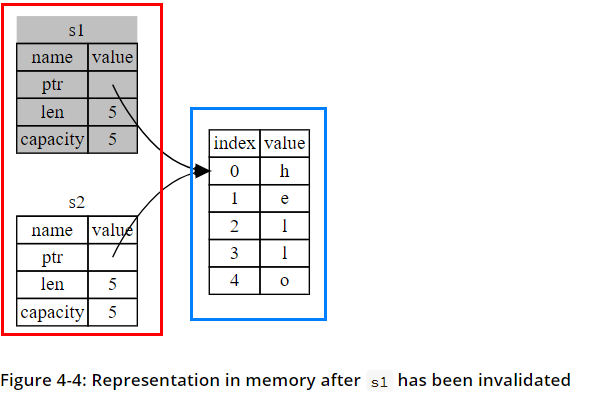 s1
name value
ptr
len 5
capacity 5
s2
name value
ptr
len 5
capacity 5
index value
0 h
1 e
2 l
3 l
4 o
Figure 4-4: Representation in memory after s1 has been invalidated